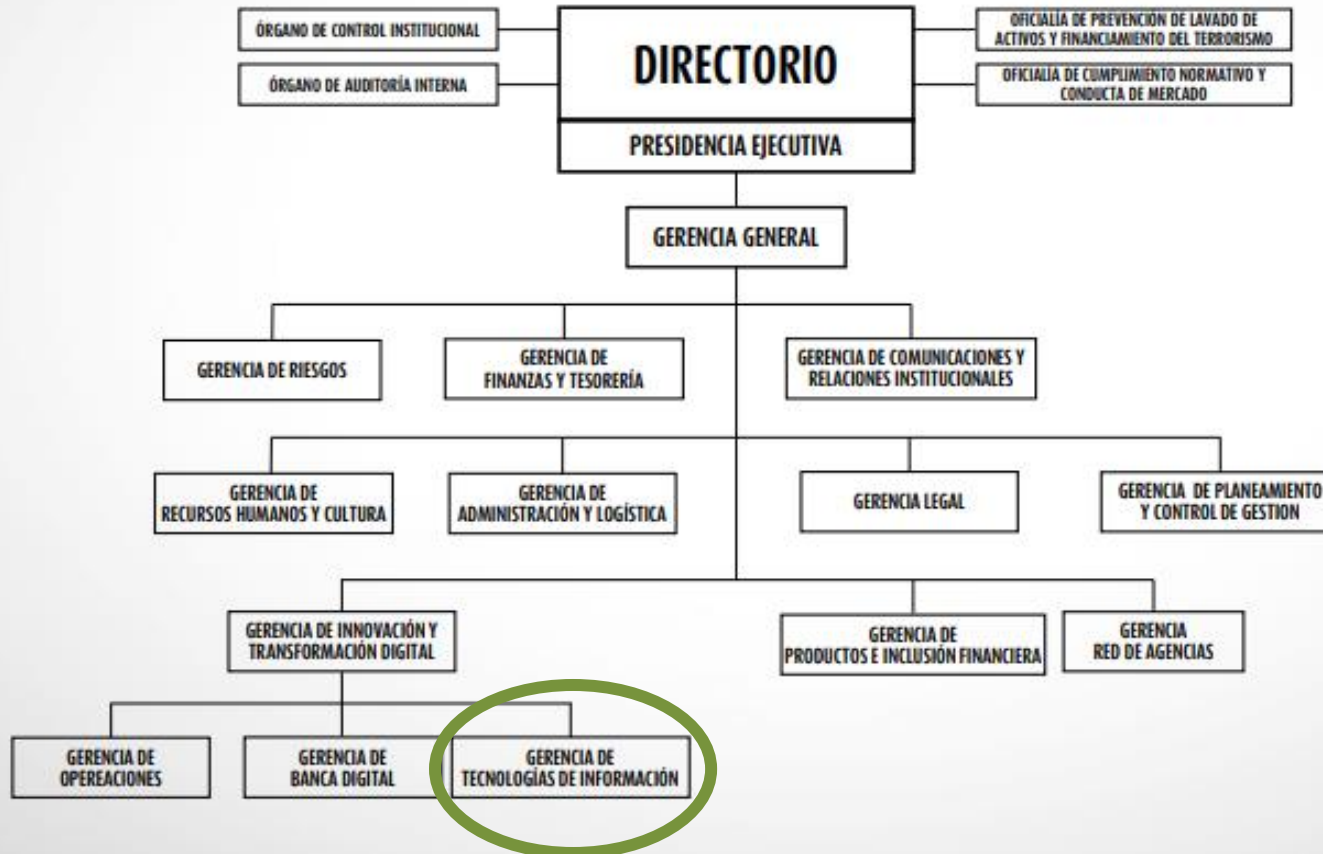 ÓRGANO DE CONTROL INSTITUCIONAL
ÓRGANO DE AUDITORÍA INTERNA
DIRECTORIO
PRESIDENCIA EJECUTIVA
OFICIALÍA DE PREVENCIÓN DE LAVADO DE
ACTIVOS Y FINANCIAMIENTO DEL TERRORISMO
OFICIALÍA DE CUMPLIMIENTO NORMATIVO Y
CONDUCTA DE MERCADO
GERENCIA GENERAL
GERENCIA DE RIESGOS
GERENCIA DE
FINANZAS Y TESORERÍA
GERENCIA DE COMUNICACIONES Y
RELACIONES INSTITUCIONALES
GERENCIA DE
RECURSOS HUMANOS Y CULTURA
GERENCIA DE
ADMINISTRACIÓN Y LOGÍSTICA
GERENCIA LEGAL
GERENCIA DE PLANEAMIENTO
Y CONTROL DE GESTION
GERENCIA DE INNOVACIÓN Y
TRANSFORMACIÓN DIGITAL
GERENCIA DE
PRODUCTOS E INCLUSIÓN FINANCIERA
GERENCIA
RED DE AGENCIAS
GERENCIA DE
OPEREACIONES
GERENCIA DE
BANCA DIGITAL
GERENCIA DE
TECNOLOGÍAS DE INFORMACIÓN